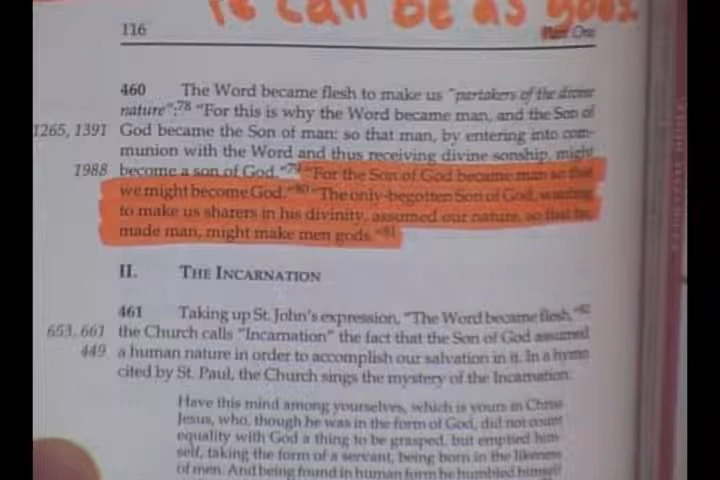 re can be as gods
116
Part One
460 The Word became flesh to make us "partakers of the divine
nature":78 "For this is why the Word became man, and the Son of
1265, 1391 God became the Son of man: so that man, by entering into com-
munion with the Word and thus receiving divine sonship, might
1988 become a son of God."79 "For the Son of God became man so that
we might become God."80 "The only-begotten Son of God, wanting
to make us sharers in his divinity, assumed our nature, so that he,
made man, might make men gods."81
II. THE INCARNATION
461 Taking up St. John's expression, "The Word became flesh,"82
653, 661 the Church calls "Incarnation" the fact that the Son of God assumed
449 a human nature in order to accomplish our salvation in it. In a hymn
cited by St. Paul, the Church sings the mystery of the Incarnation:
Have this mind among yourselves, which is yours in Christ
Jesus, who, though he was in the form of God, did not count
equality with God a thing to be grasped, but emptied him-
self, taking the form of a servant, being born in the likeness
of men. And being found in human form he humbled himself